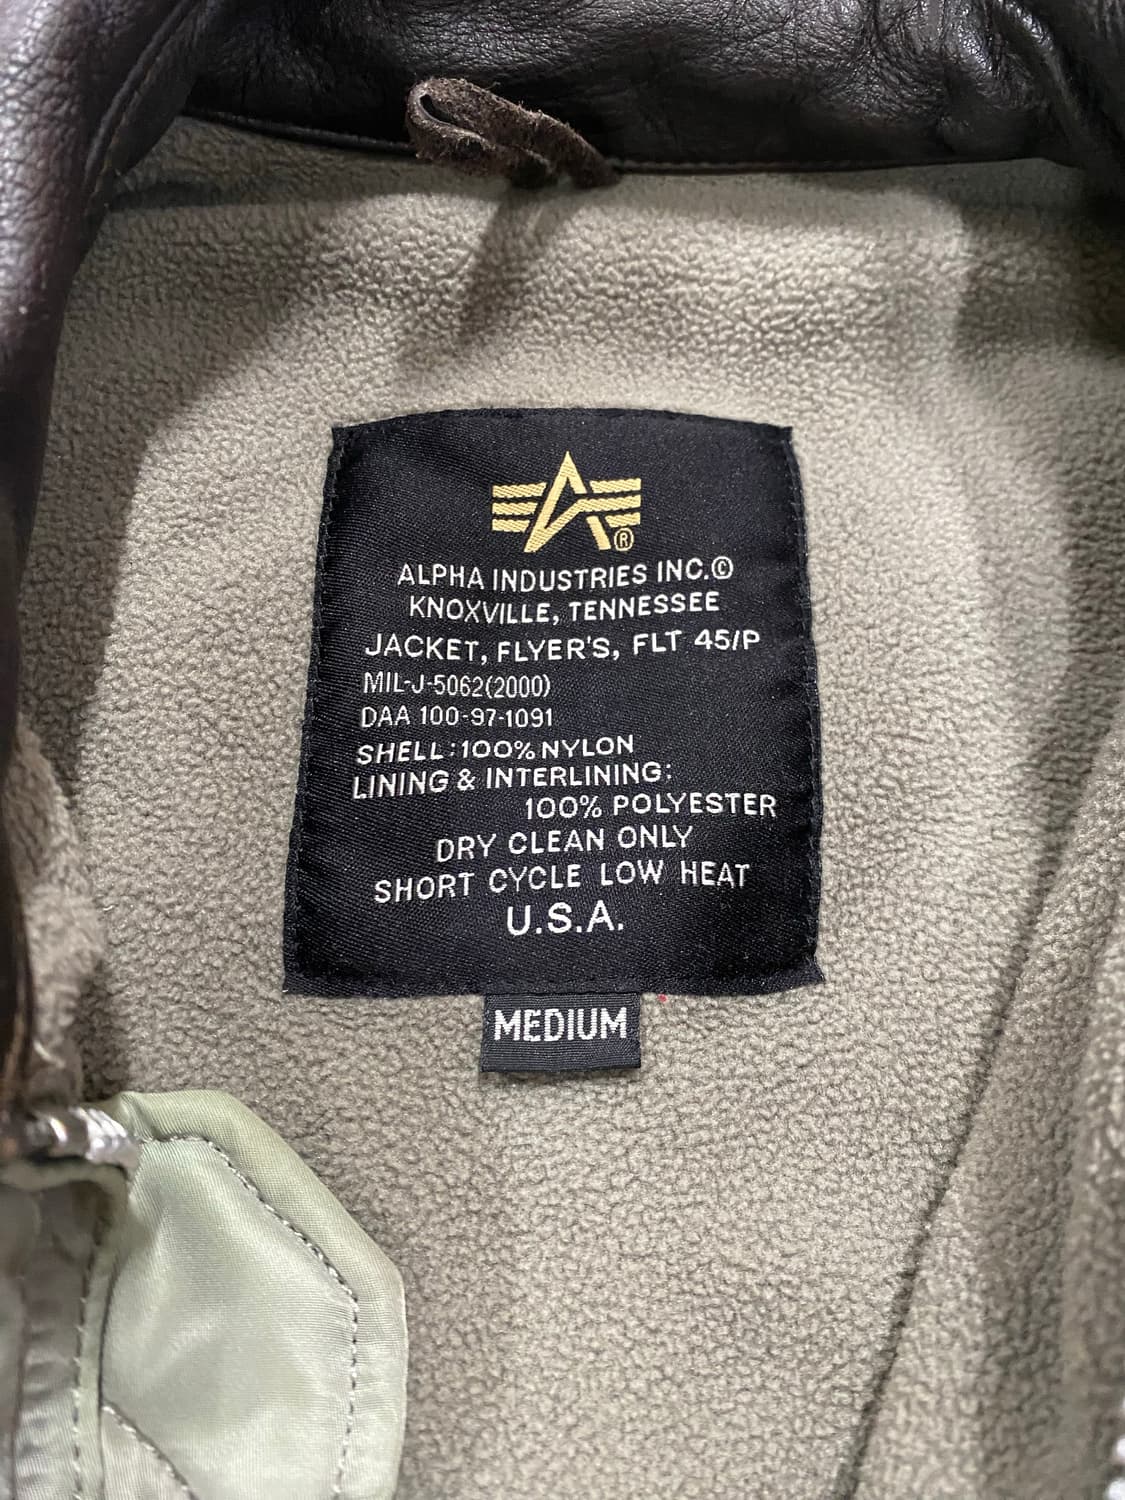 ®
ALPHA INDUSTRIES INC.©
KNOXVILLE, TENNESSEE
JACKET, FLYER'S, FLT 45/P
MIL-J-5062(2000)
DAA 100-97-1091
SHELL:100% NYLON
LINING & INTERLINING:
100% POLYESTER
DRY CLEAN ONLY
SHORT CYCLE LOW HEAT
U.S.A.
MEDIUM